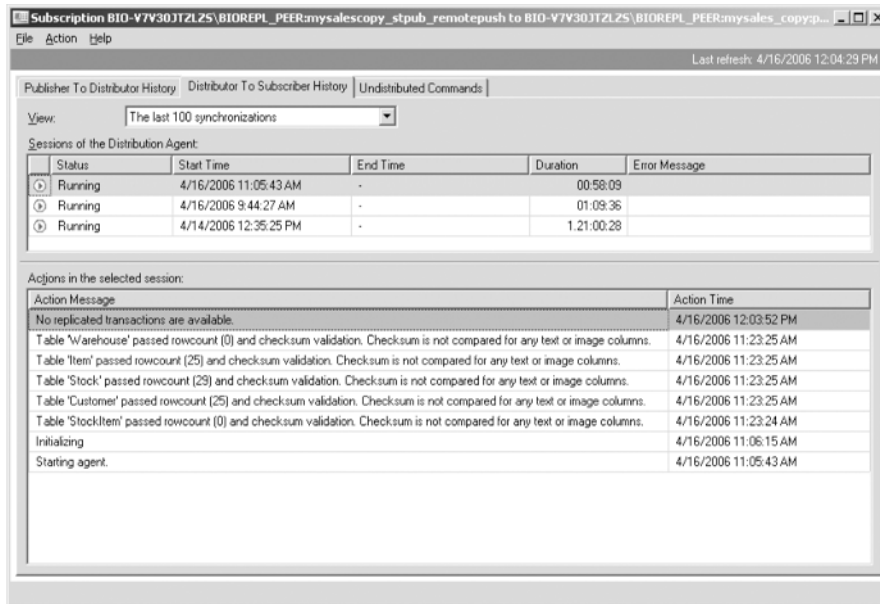 Subscription BIO-V7V30JTZLZS\BIOREPL_PEER:mysalescopy_stpub_remotepush to BIO-V7V30JTZLZS\BIOREPL_PEER:mysales_copy:p...
File Action Help
Last refresh: 4/16/2006 12:04:29 PM
Publisher To Distributor History Distributor To Subscriber History Undistributed Commands
View: The last 100 synchronizations
Sessions of the Distribution Agent:
Status Start Time End Time Duration Error Message
Running 4/16/2006 11:05:43 AM - 00:58:09
Running 4/16/2006 9:44:27 AM - 01:09:36
Running 4/14/2006 12:35:25 PM - 1.21:00:28
Actions in the selected session:
Action Message Action Time
No replicated transactions are available. 4/16/2006 12:03:52 PM
Table 'Warehouse' passed rowcount (0) and checksum validation. Checksum is not compared for any text or image columns. 4/16/2006 11:23:25 AM
Table 'Item' passed rowcount (25) and checksum validation. Checksum is not compared for any text or image columns. 4/16/2006 11:23:25 AM
Table 'Stock' passed rowcount (29) and checksum validation. Checksum is not compared for any text or image columns. 4/16/2006 11:23:25 AM
Table 'Customer' passed rowcount (25) and checksum validation. Checksum is not compared for any text or image columns. 4/16/2006 11:23:25 AM
Table 'StockItem' passed rowcount (0) and checksum validation. Checksum is not compared for any text or image columns. 4/16/2006 11:23:24 AM
Initializing 4/16/2006 11:06:15 AM
Starting agent. 4/16/2006 11:05:43 AM